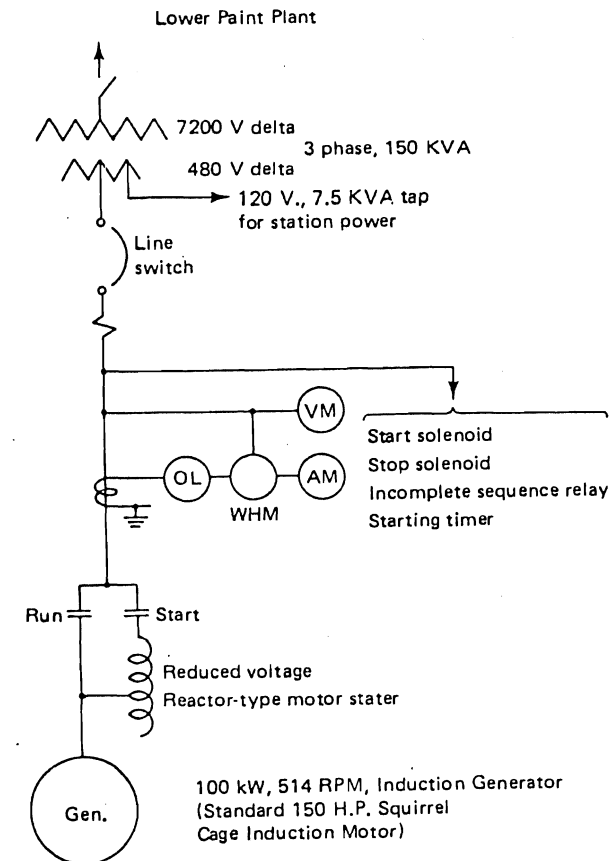 Lower Paint Plant
7200 V delta
3 phase, 150 KVA
480 V delta
120 V., 7.5 KVA tap
for station power
Line
switch
VM
Start solenoid
Stop solenoid
OL
AM
Incomplete sequence relay
WHM
Starting timer
Run
Start
Reduced voltage
Reactor-type motor stater
Gen.
100 kW, 514 RPM, Induction Generator
(Standard 150 H.P. Squirrel
Cage Induction Motor)